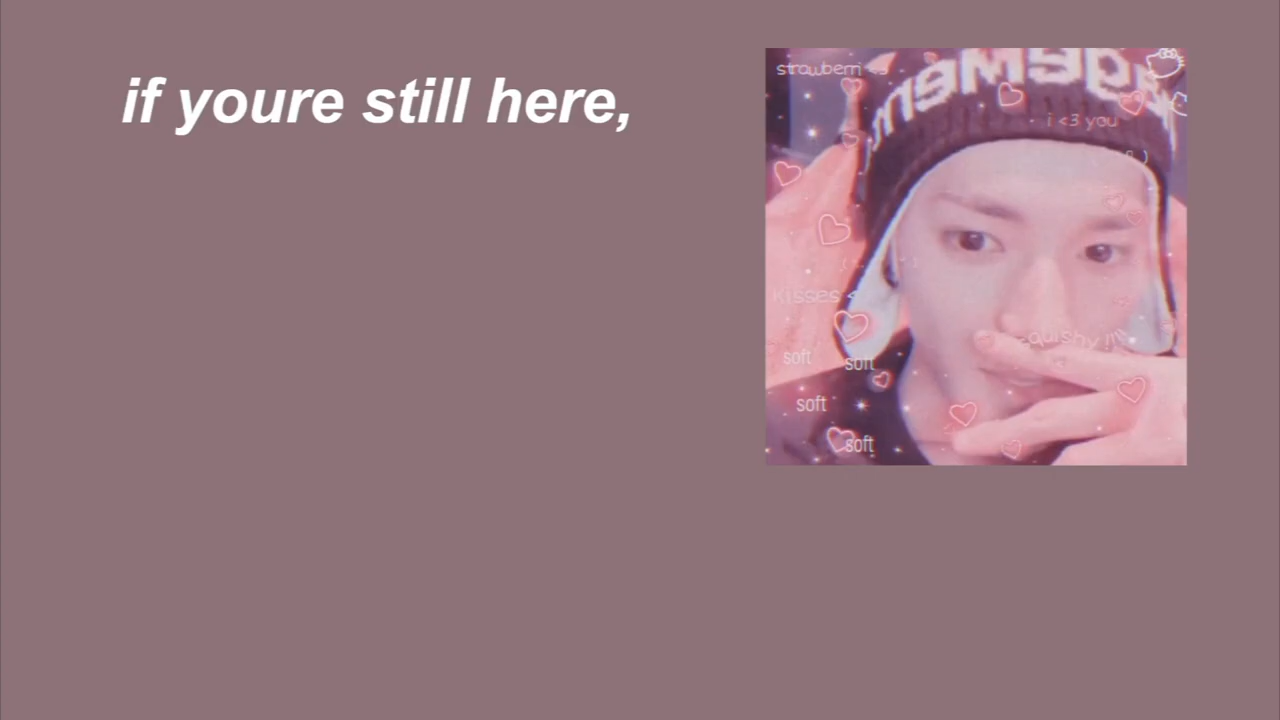 if youre still here,
strawberri <3
i <3 you
kisses <
squishy !!!
soft
soft
soft
soft